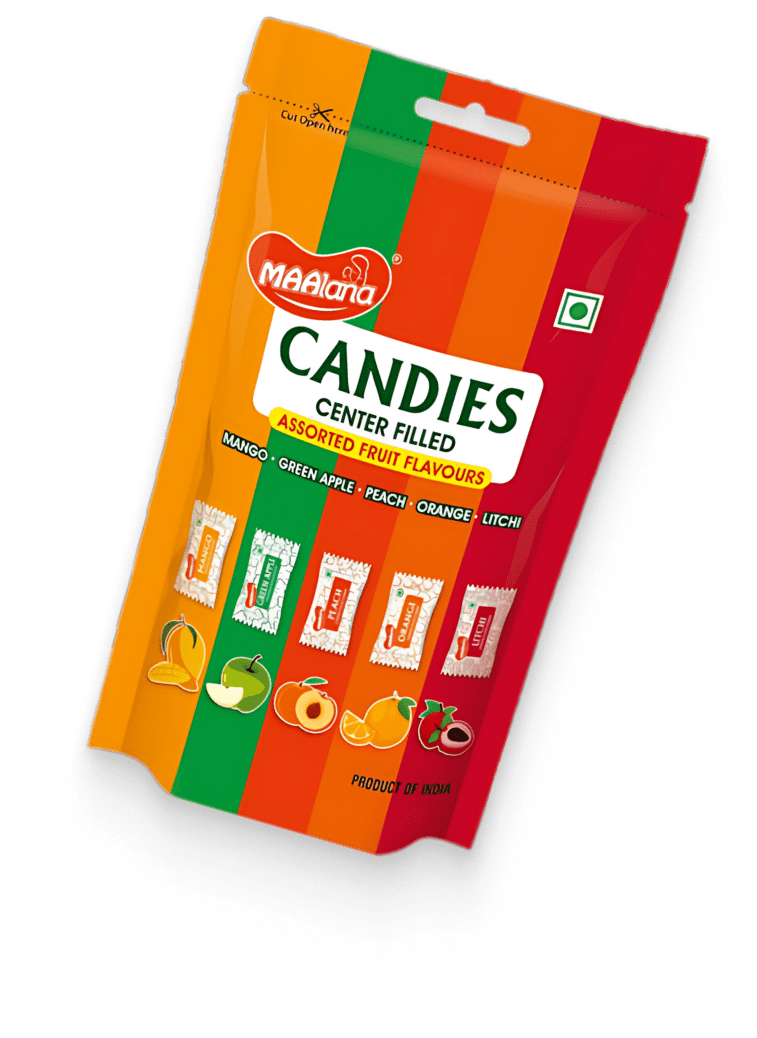 Cut Open here
MAAlana
®
CANDIES
CENTER FILLED
ASSORTED FRUIT FLAVOURS
MANGO · GREEN APPLE · PEACH · ORANGE · LITCHI
MANGO
GREEN APPLE
PEACH
ORANGE
LITCHI
PRODUCT OF INDIA